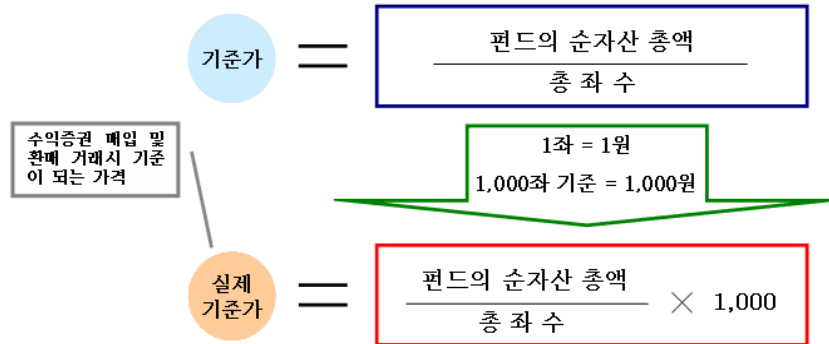 기준가
펀드의 순자산 총액
총 좌 수
수익증권 매입 및
환매 거래시 기준
이 되는 가격
1좌 = 1원
1,000좌 기준 = 1,000원
실제
기준가
펀드의 순자산 총액
총 좌 수
× 1,000